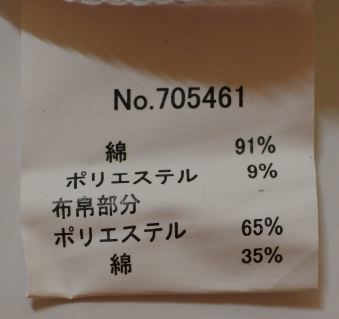 No.705461
綿 91%
ポリエステル 9%
布帛部分
ポリエステル 65%
綿 35%